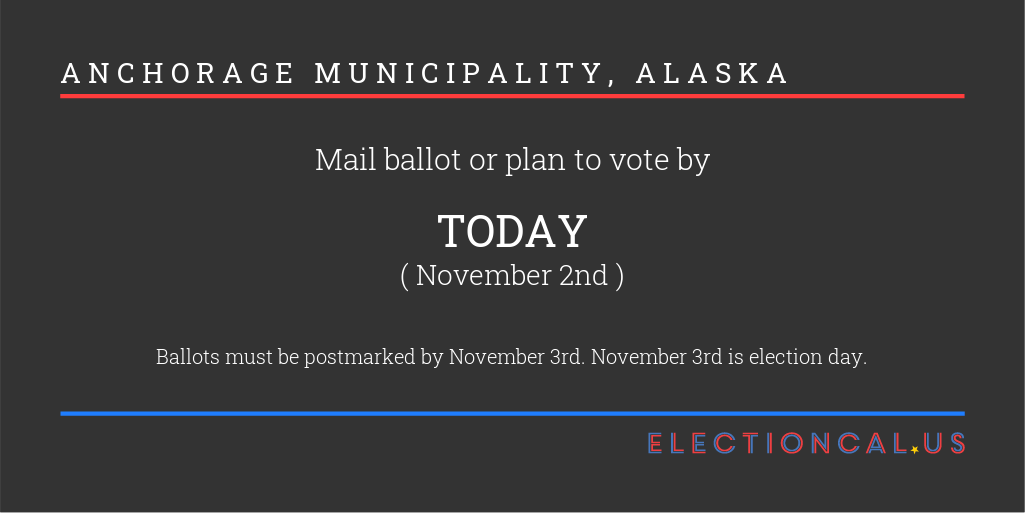 ANCHORAGE MUNICIPALITY, ALASKA
Mail ballot or plan to vote by
TODAY
( November 2nd )
Ballots must be postmarked by November 3rd. November 3rd is election day.
ELECTIONCAL.US